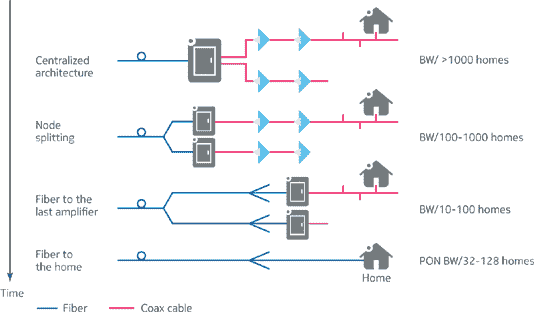 Centralized
architecture
BW/ >1000 homes
Node
splitting
BW/100-1000 homes
Fiber to the
last amplifier
BW/10-100 homes
Fiber to
the home
PON BW/32-128 homes
Home
Time
Fiber
Coax cable